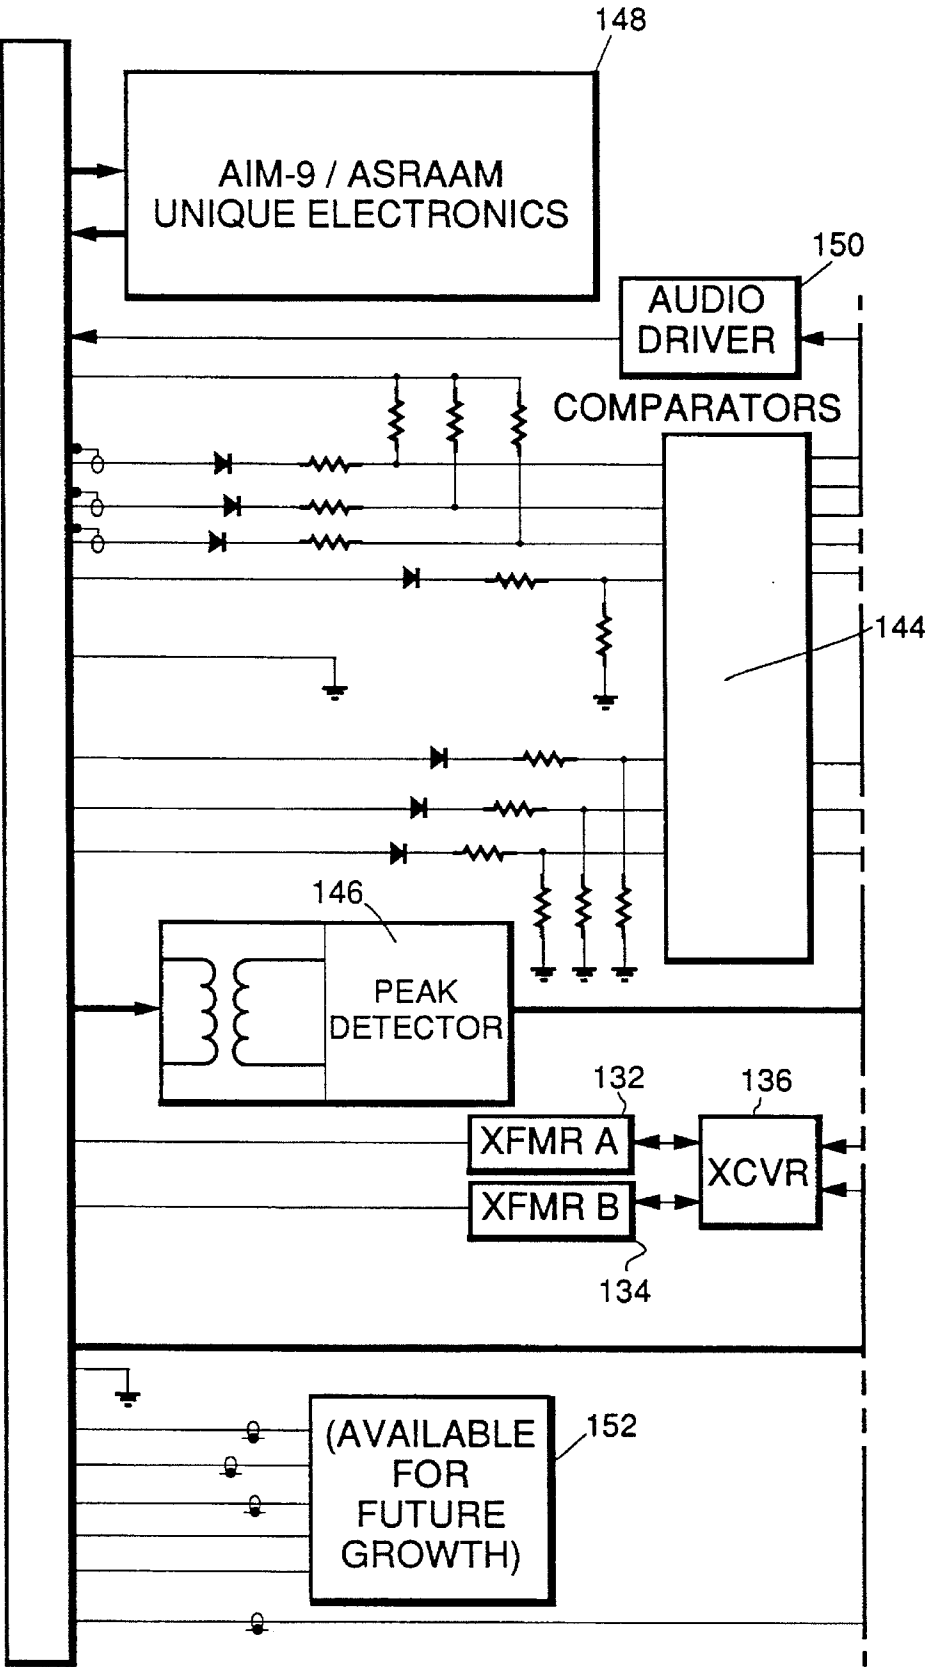 148
AIM-9 / ASRAAM
UNIQUE ELECTRONICS
150
AUDIO
DRIVER
COMPARATORS
144
146
PEAK
DETECTOR
132
136
XFMR A
XCVR
XFMR B
134
152
(AVAILABLE
FOR
FUTURE
GROWTH)